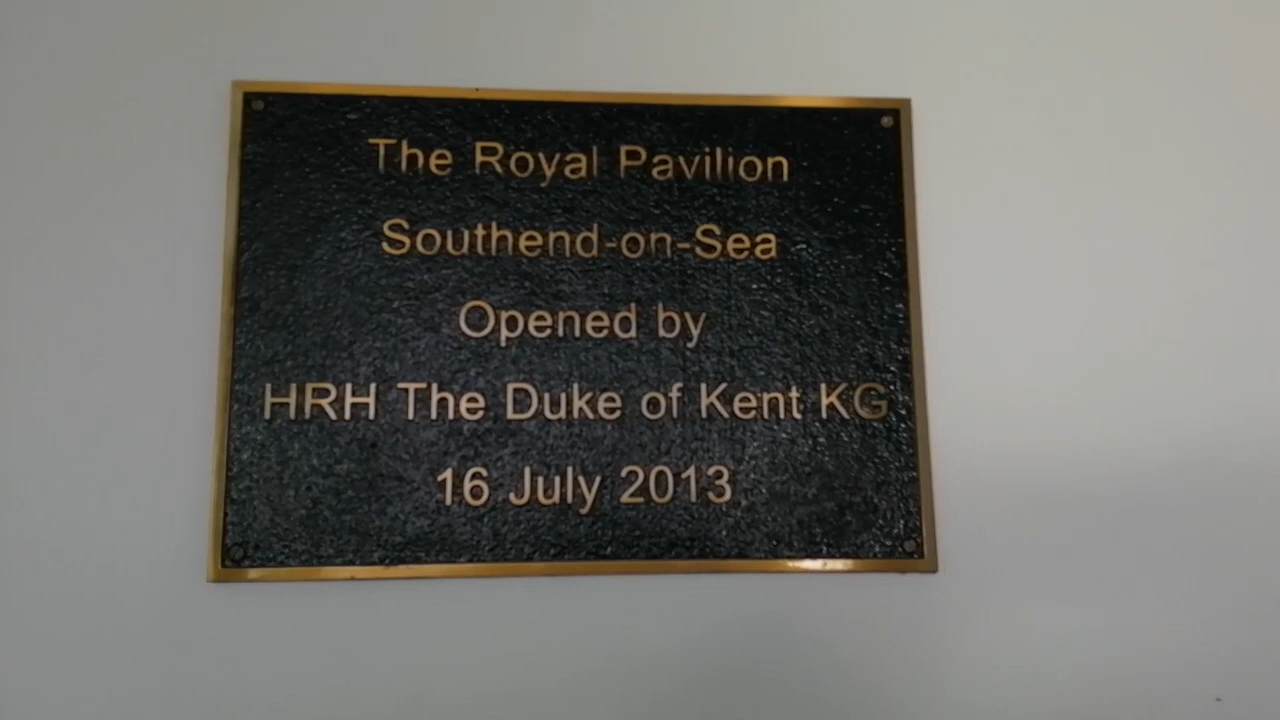 The Royal Pavilion
Southend-on-Sea
Opened by
HRH The Duke of Kent KG
16 July 2013